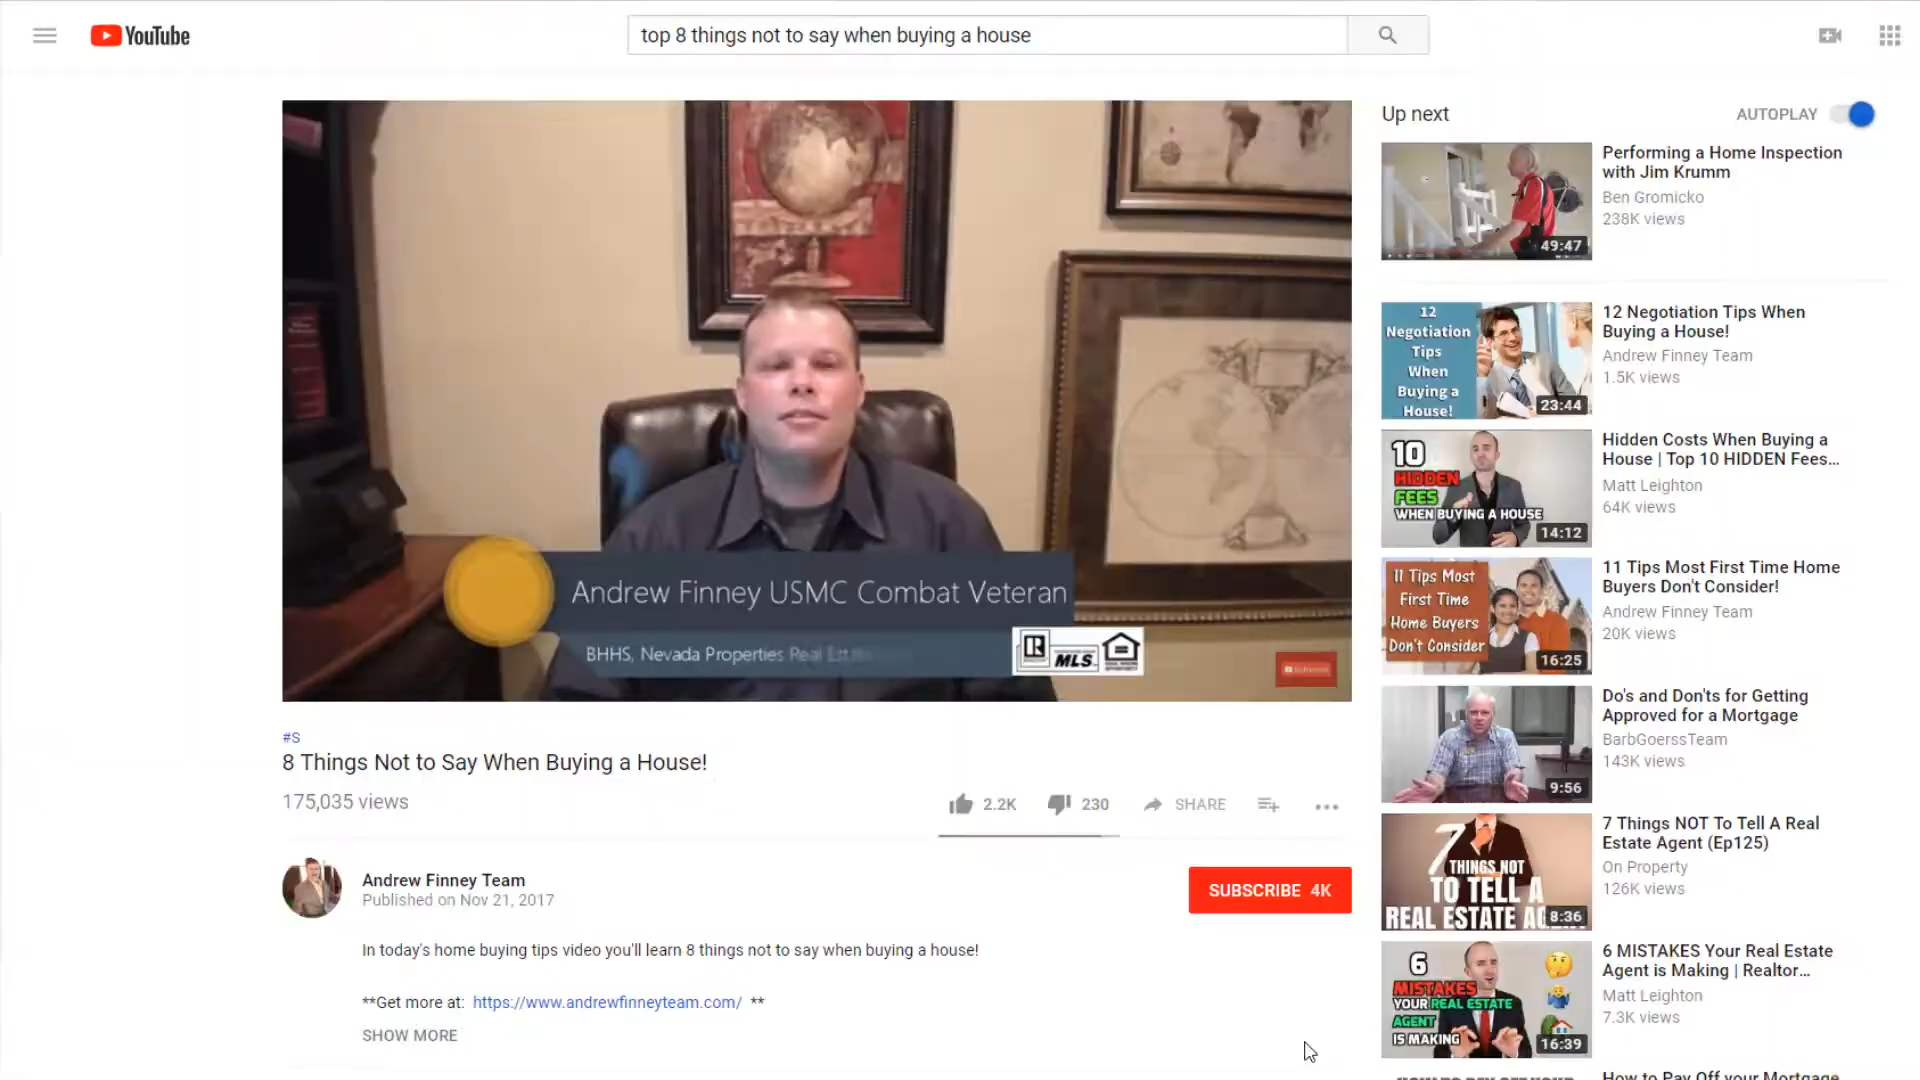 YouTube
top 8 things not to say when buying a house
Andrew Finney USMC Combat Veteran
BHHS, Nevada Properties Real Est
MLS
#S
8 Things Not to Say When Buying a House!
175,035 views
2.2K
230
SHARE
Andrew Finney Team
Published on Nov 21, 2017
SUBSCRIBE 4K
In today's home buying tips video you'll learn 8 things not to say when buying a house!
**Get more at: https://www.andrewfinneyteam.com/ **
SHOW MORE
Up next
AUTOPLAY
49:47
Performing a Home Inspection
with Jim Krumm
Ben Gromicko
238K views
12
Negotiation
Tips
When
Buying a
House!
23:44
12 Negotiation Tips When
Buying a House!
Andrew Finney Team
1.5K views
10
HIDDEN
FEES
WHEN BUYING A HOUSE
14:12
Hidden Costs When Buying a
House | Top 10 HIDDEN Fees...
Matt Leighton
64K views
11 Tips Most
First Time
Home Buyers
Don't Consider
16:25
11 Tips Most First Time Home
Buyers Don't Consider!
Andrew Finney Team
20K views
9:56
Do's and Don'ts for Getting
Approved for a Mortgage
BarbGoerssTeam
143K views
7
THINGS NOT
TO TELL A
REAL ESTATE AG
8:36
7 Things NOT To Tell A Real
Estate Agent (Ep125)
On Property
126K views
6
MISTAKES
YOUR REAL ESTATE
AGENT
IS MAKING
16:39
6 MISTAKES Your Real Estate
Agent is Making | Realtor...
Matt Leighton
7.3K views
How to Pay Off your Mortgage